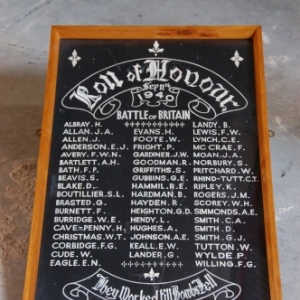 Roll of Honour
Sepᵀ
1940
BATTLE OF BRITAIN
ALBRAY. H.
ALLAN. J.A.
ALLEN. J.
ANDERSON. E.J.
AVERY. F.W.N.
BARTLETT. A.H.
BATH. F.P.
BEAVIS. S.
BLAKE. D.
BOUTILLIER. S.L.
BRASTED. G.
BURNETT. F.
BURRIDGE. W.E.
CAVE=PENNY. H.
CHRISTMAS. W.T.
CORBIDGE. F.G.
CUDE. W.
EAGLE. E.N.
EVANS. H.
FOOTE. W.
FRIGHT. P.
GARDINER. J.W.
GOODMAN. R.
GRIFFITHS. S.
GUBBINS. G.E.
HAMMIL. R.E.
HARDMAN. B.
HAYDEN. R.
HEIGHTON. G.D.
HENDY. L.
HUGHES. A.
JOHNSON. A.E.
KEALL. E.W.
LANDER. G.
LANDY. B.
LEWIS. F.W.
LYNCH. C.
MC CRAE. F.
MOAN. J.A.
NORBURY. S.
PRITCHARD. W.
RHIND=TUTT. C.T.
RIPLEY. K.
ROGERS. J.M.
SCOREY. W.H.
SIMMONDS. A.E.
SMITH. C.A.
SMITH. D.
SMITH. G.J.
TUTTON. W.
WYLDE. P.
WILLING. F.G.
They Worked till Bombs Fell